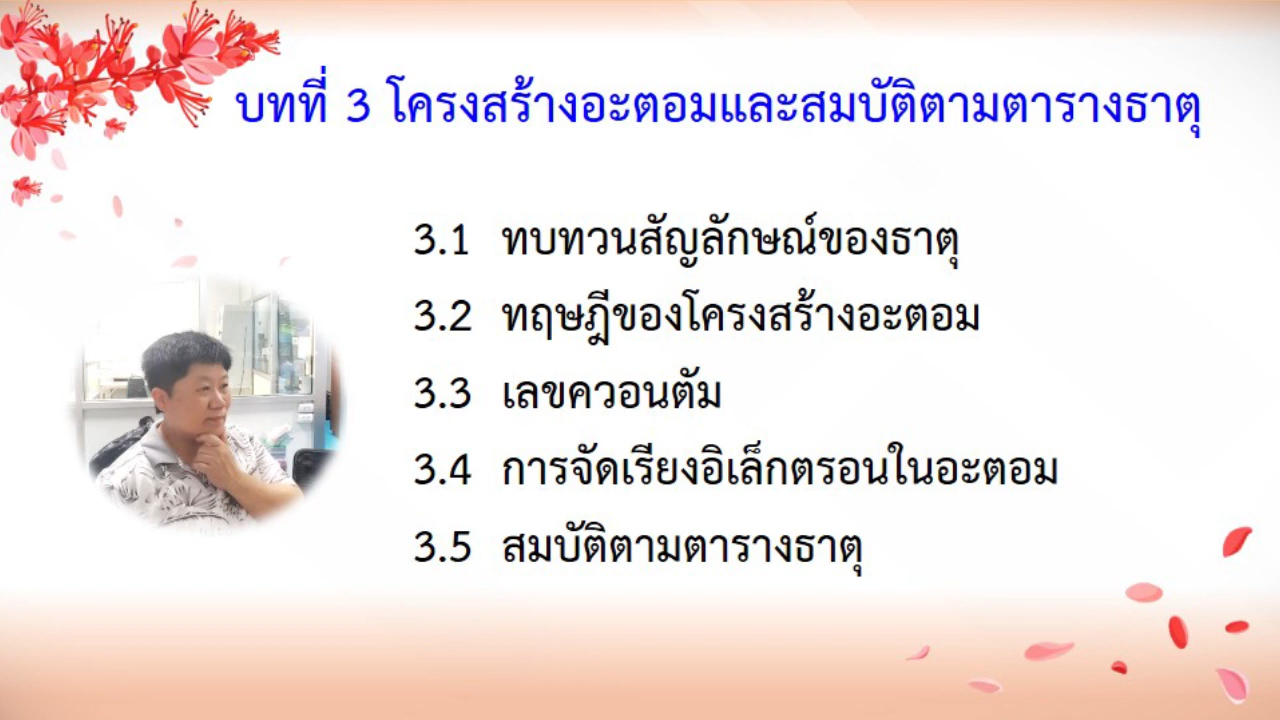 บทที่ 3 โครงสร้างอะตอมและสมบัติตามตารางธาตุ
3.1 ทบทวนสัญลักษณ์ของธาตุ
3.2 ทฤษฎีของโครงสร้างอะตอม
3.3 เลขควอนตัม
3.4 การจัดเรียงอิเล็กตรอนในอะตอม
3.5 สมบัติตามตารางธาตุ